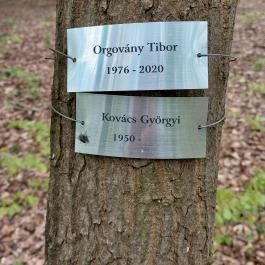 Orgovány Tibor
1976 - 2020
Kovács Györgyi
1950 -